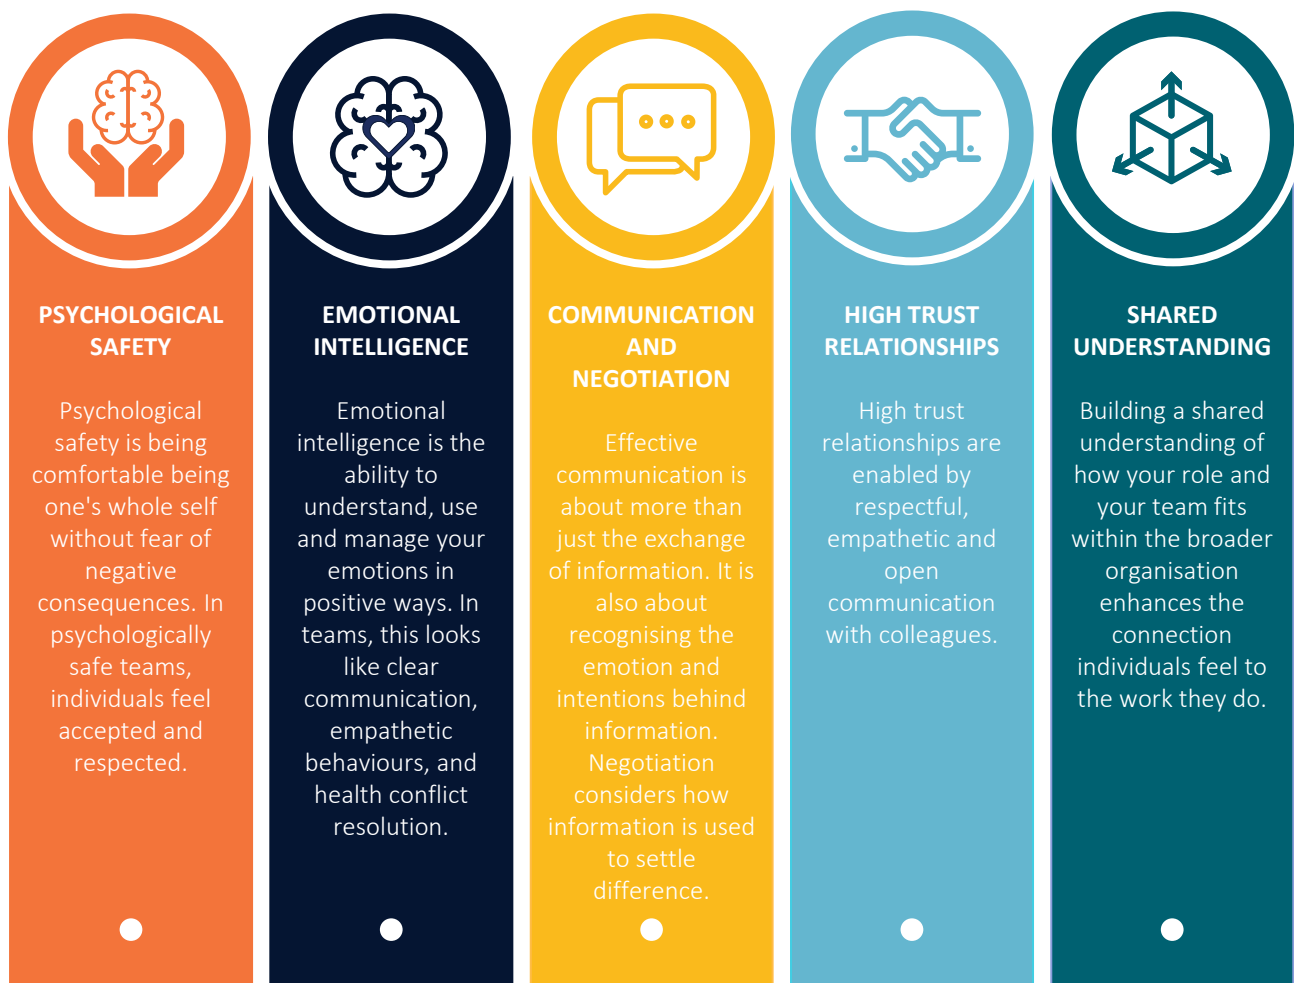 PSYCHOLOGICAL
SAFETY
Psychological
safety is being
comfortable being
one's whole self
without fear of
negative
consequences. In
psychologically
safe teams,
individuals feel
accepted and
respected.
EMOTIONAL
INTELLIGENCE
Emotional
intelligence is the
ability to
understand, use
and manage your
emotions in
positive ways. In
teams, this looks
like clear
communication,
empathetic
behaviours, and
health conflict
resolution.
COMMUNICATION
AND
NEGOTIATION
Effective
communication is
about more than
just the exchange
of information. It is
also about
recognising the
emotion and
intentions behind
information.
Negotiation
considers how
information is used
to settle
difference.
HIGH TRUST
RELATIONSHIPS
High trust
relationships are
enabled by
respectful,
empathetic and
open
communication
with colleagues.
SHARED
UNDERSTANDING
Building a shared
understanding of
how your role and
your team fits
within the broader
organisation
enhances the
connection
individuals feel to
the work they do.